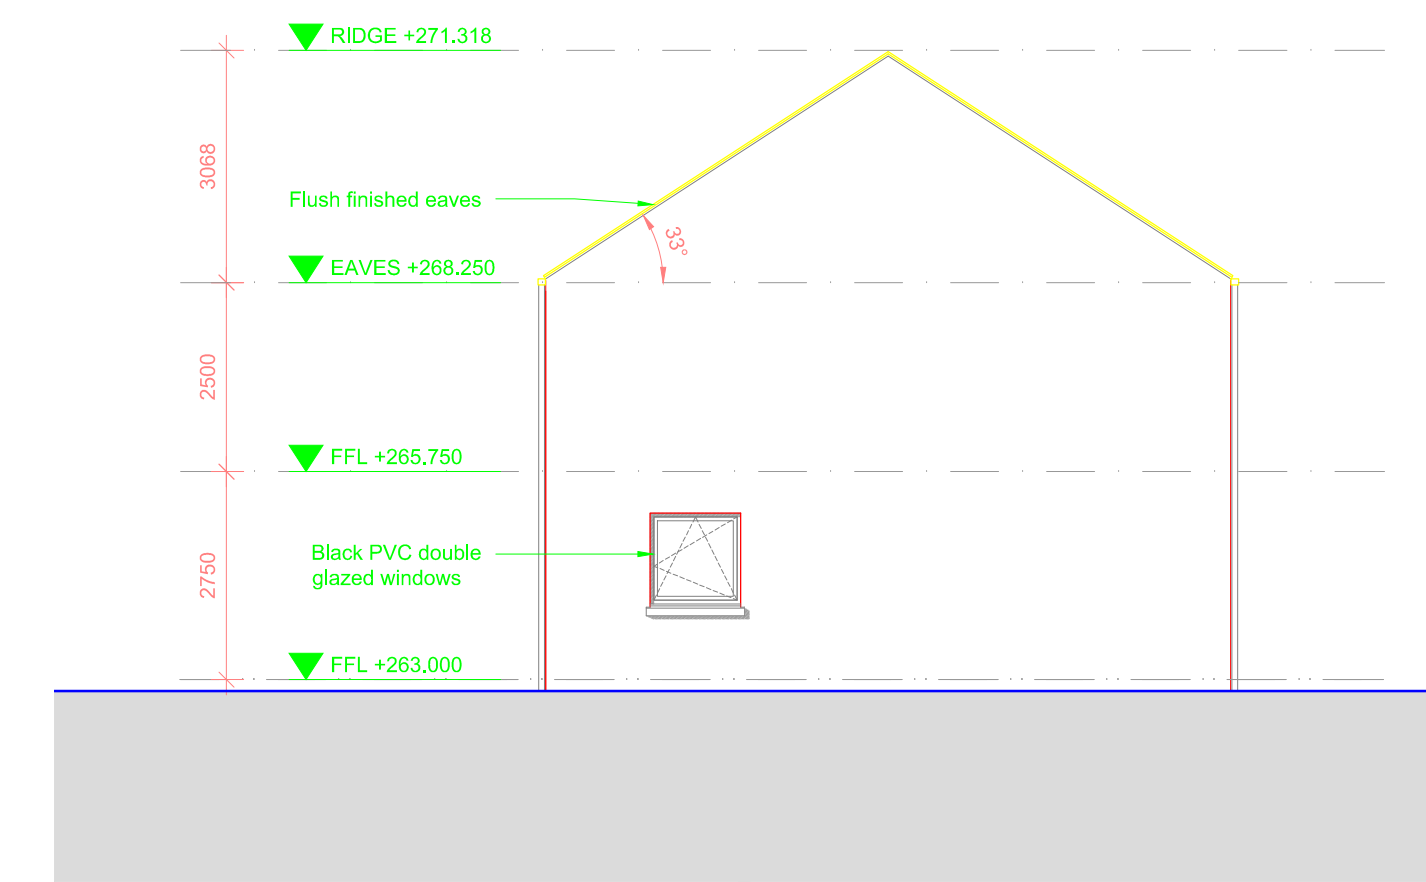 RIDGE +271.318
3068
Flush finished eaves
33°
EAVES +268.250
2500
FFL +265.750
Black PVC double
glazed windows
2750
FFL +263.000